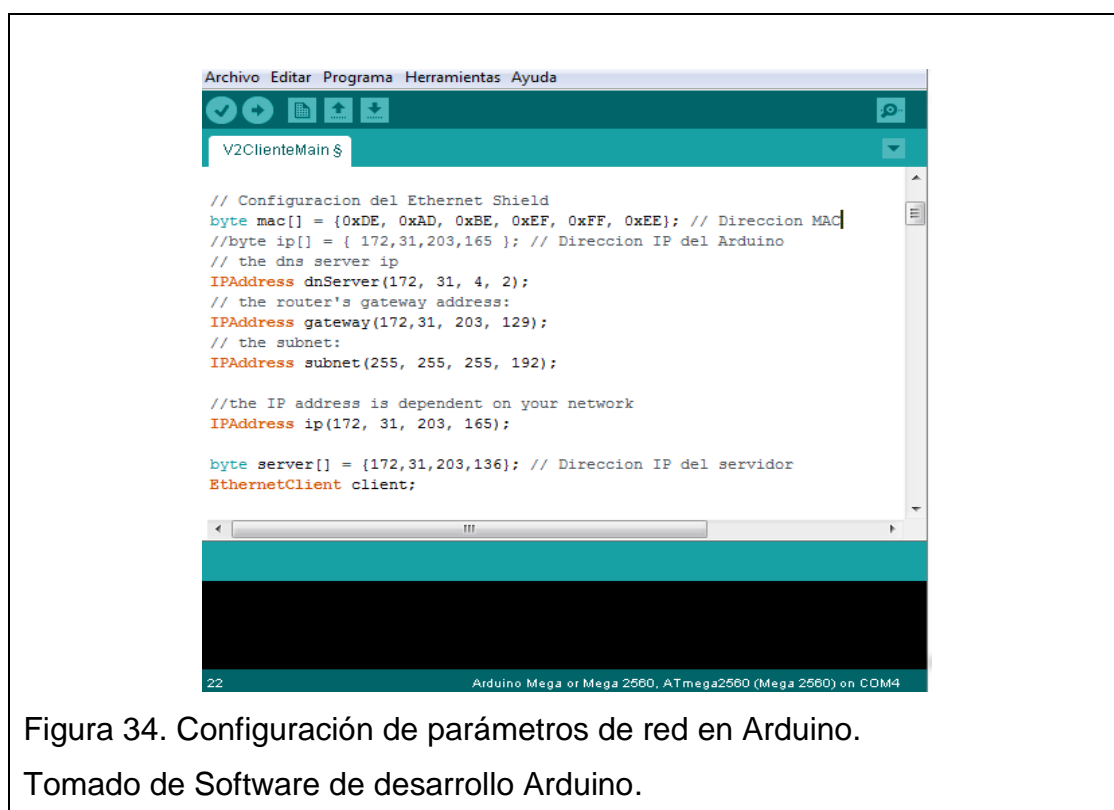 Archivo Editar Programa Herramientas Ayuda
V2ClienteMain §
// Configuracion del Ethernet Shield
byte mac[] = {0xDE, 0xAD, 0xBE, 0xEF, 0xFF, 0xEE}; // Direccion MAC
//byte ip[] = { 172,31,203,165 }; // Direccion IP del Arduino
// the dns server ip
IPAddress dnServer(172, 31, 4, 2);
// the router's gateway address:
IPAddress gateway(172,31, 203, 129);
// the subnet:
IPAddress subnet(255, 255, 255, 192);
//the IP address is dependent on your network
IPAddress ip(172, 31, 203, 165);
byte server[] = {172,31,203,136}; // Direccion IP del servidor
EthernetClient client;
22 Arduino Mega or Mega 2560, ATmega2560 (Mega 2560) on COM4
Figura 34. Configuración de parámetros de red en Arduino.
Tomado de Software de desarrollo Arduino.